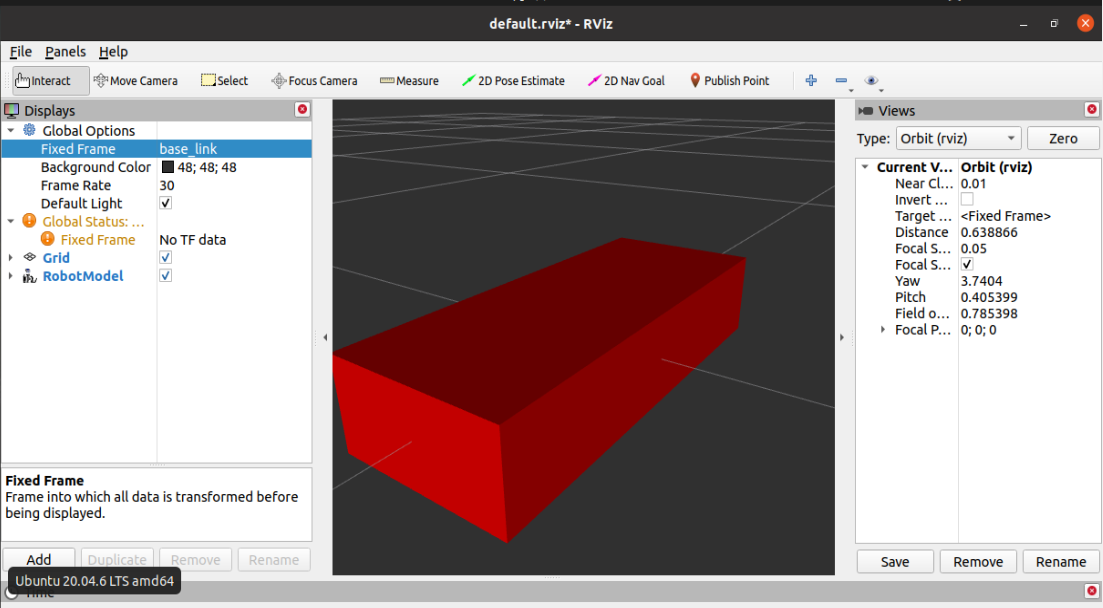 default.rviz* - RViz
File Panels Help
Interact Move Camera Select Focus Camera Measure 2D Pose Estimate 2D Nav Goal Publish Point
Displays
Global Options
Fixed Frame base_link
Background Color 48; 48; 48
Frame Rate 30
Default Light
Global Status: ...
Fixed Frame No TF data
Grid
RobotModel
Fixed Frame
Frame into which all data is transformed before
being displayed.
Add Duplicate Remove Rename
Ubuntu 20.04.6 LTS amd64
Time
Views
Type: Orbit (rviz) Zero
Current V... Orbit (rviz)
Near Cl... 0.01
Invert ...
Target ... <Fixed Frame>
Distance 0.638866
Focal S... 0.05
Focal S...
Yaw 3.7404
Pitch 0.405399
Field o... 0.785398
Focal P... 0; 0; 0
Save Remove Rename